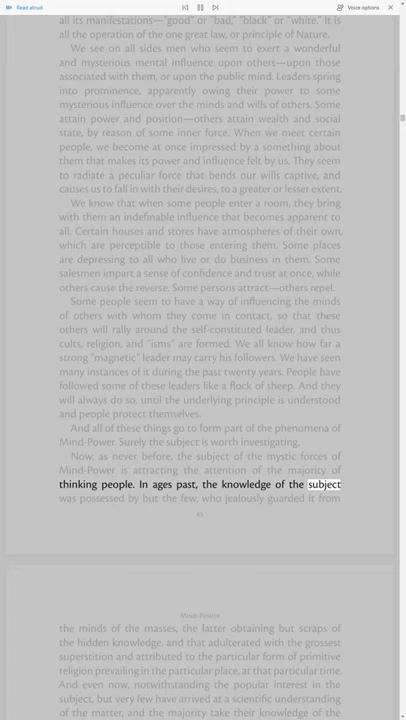 Read aloud
Voice options
all its manifestations—"good" or "bad," "black" or "white." It is
all the operation of the one great law, or principle of Nature.
We see on all sides men who seem to exert a wonderful
and mysterious mental influence upon others—upon those
associated with them, or upon the public mind. Leaders spring
into prominence, apparently owing their power to some
mysterious influence over the minds and wills of others. Some
attain power and position—others attain wealth and social
state, by reason of some inner force. When we meet certain
people, we become at once impressed by a something about
them that makes its power and influence felt by us. They seem
to radiate a peculiar force that bends our wills captive, and
causes us to fall in with their desires, to a greater or lesser extent.
We know that when some people enter a room, they bring
with them an indefinable influence that becomes apparent to
all. Certain houses and stores have atmospheres of their own,
which are perceptible to those entering them. Some places
are depressing to all who live or do business in them. Some
salesmen impart a sense of confidence and trust at once, while
others cause the reverse. Some persons attract—others repel.
Some people seem to have a way of influencing the minds
of others with whom they come in contact, so that these
others will rally around the self-constituted leader, and thus
cults, religion, and "isms" are formed. We all know how far a
strong "magnetic" leader may carry his followers. We have seen
many instances of it during the past twenty years. People have
followed some of these leaders like a flock of sheep. And they
will always do so, until the underlying principle is understood
and people protect themselves.
And all of these things go to form part of the phenomena of
Mind-Power. Surely the subject is worth investigating.
Now, as never before, the subject of the mystic forces of
Mind-Power is attracting the attention of the majority of
thinking people. In ages past, the knowledge of the subject
was possessed by but the few, who jealously guarded it from
Mind-Power
the minds of the masses, the latter obtaining but scraps of
the hidden knowledge, and that adulterated with the grossest
superstition and attributed to the particular form of primitive
religion prevailing in the particular place, at that particular time.
And even now, notwithstanding the popular interest in the
subject, but very few have arrived at a scientific understanding
of the matter, and the majority take their knowledge of the